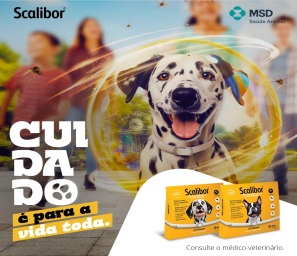 Scalibor®
MSD
Saúde Animal
CUI
DA
DO
é para a
vida toda.
Scalibor
Scalibor
Consulte o médico-veterinário.